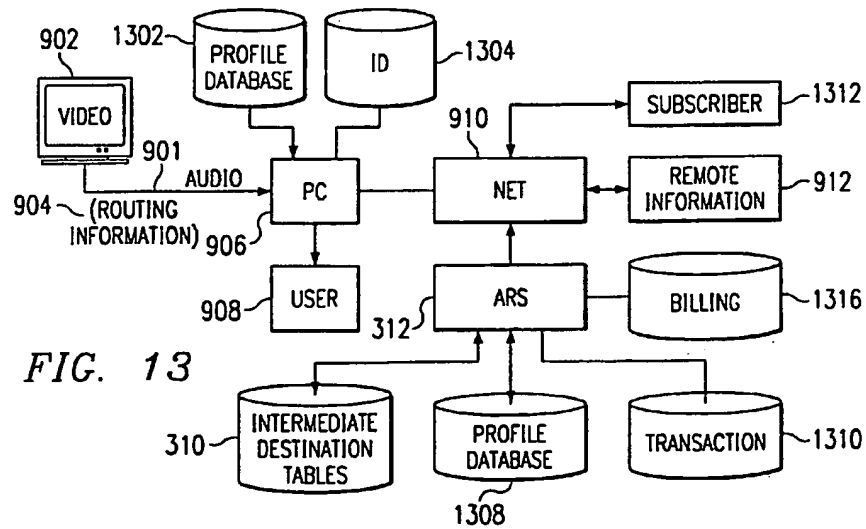 902
1302
PROFILE
DATABASE
ID
1304
VIDEO
910
SUBSCRIBER
1312
901
AUDIO
904
(ROUTING
INFORMATION)
PC
906
NET
REMOTE
INFORMATION
912
USER
908
ARS
312
BILLING
1316
FIG. 13
310
INTERMEDIATE
DESTINATION
TABLES
PROFILE
DATABASE
1308
TRANSACTION
1310